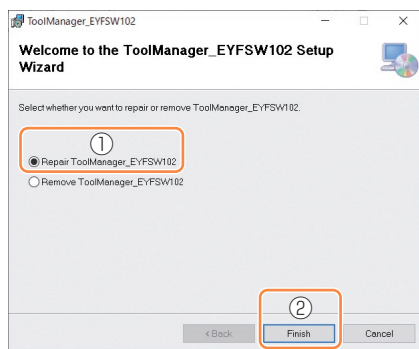 ToolManager_EYFSW102
Welcome to the ToolManager_EYFSW102 Setup
Wizard
Select whether you want to repair or remove ToolManager_EYFSW102.
①
Repair ToolManager_EYFSW102
Remove ToolManager_EYFSW102
②
< Back
Finish
Cancel